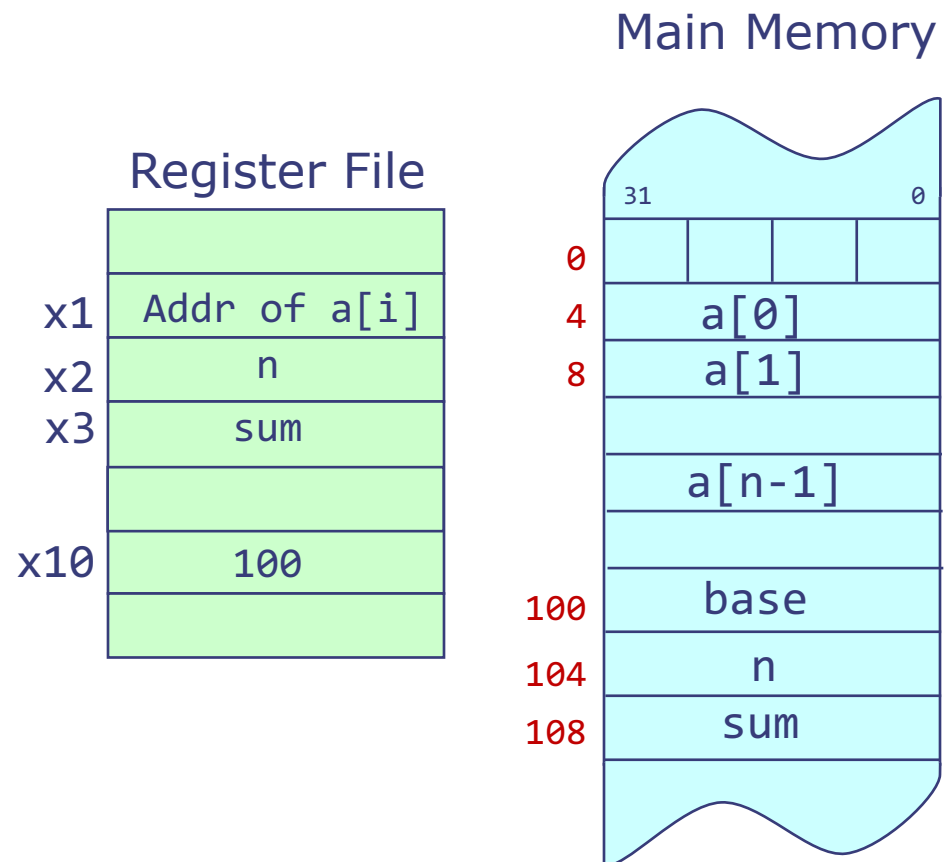 Main Memory
Register File
31 0
0
x1 Addr of a[i] 4 a[0]
x2 n 8 a[1]
x3 sum
a[n-1]
x10 100
100 base
104 n
108 sum